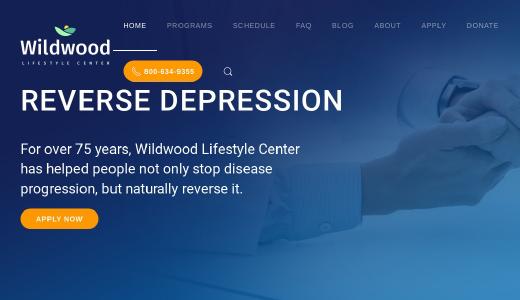 HOME PROGRAMS SCHEDULE FAQ BLOG ABOUT APPLY DONATE
Wildwood
LIFESTYLE CENTER
800-634-9355
REVERSE DEPRESSION
For over 75 years, Wildwood Lifestyle Center
has helped people not only stop disease
progression, but naturally reverse it.
APPLY NOW